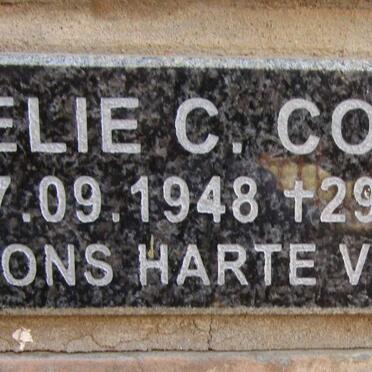 ELIE C. CO
7.09.1948 †29
ONS HARTE V